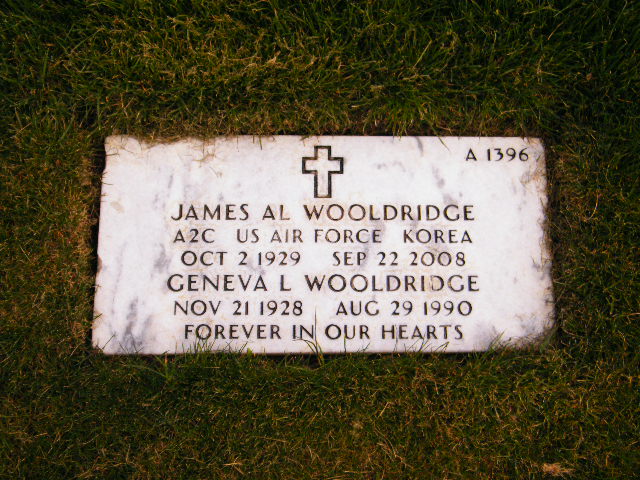 A 1396
JAMES AL WOOLDRIDGE
A2C US AIR FORCE KOREA
OCT 2 1929 SEP 22 2008
GENEVA L WOOLDRIDGE
NOV 21 1928 AUG 29 1990
FOREVER IN OUR HEARTS